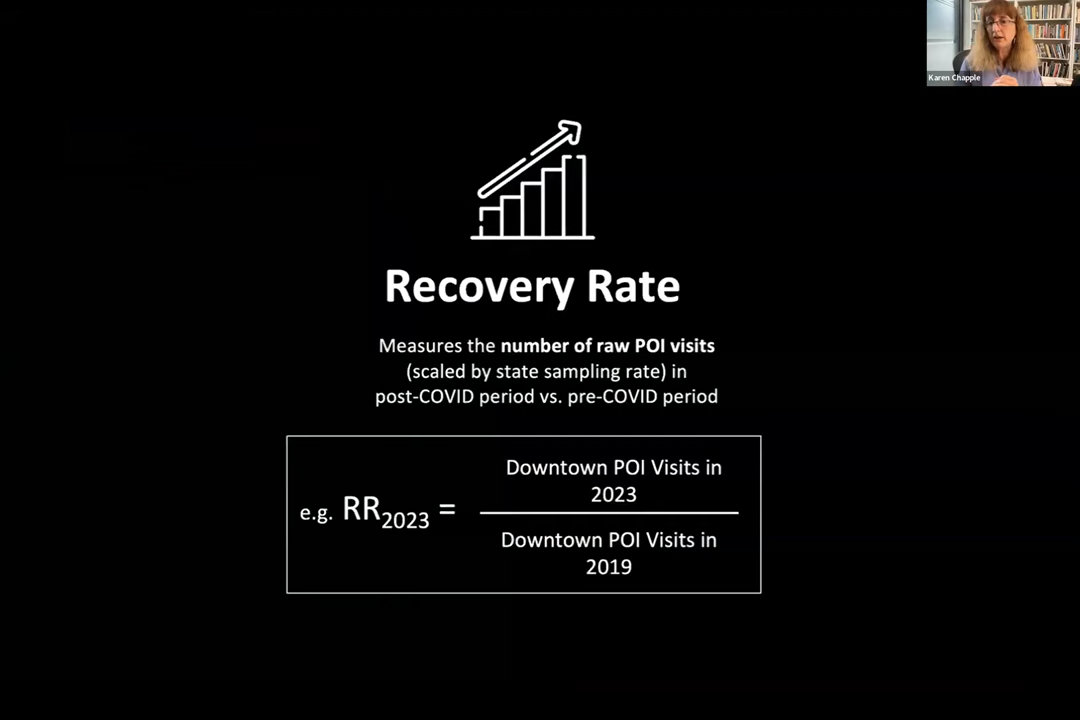 Karen Chapple
Recovery Rate
Measures the number of raw POI visits
(scaled by state sampling rate) in
post-COVID period vs. pre-COVID period
e.g. RR2023 =
Downtown POI Visits in
2023
Downtown POI Visits in
2019